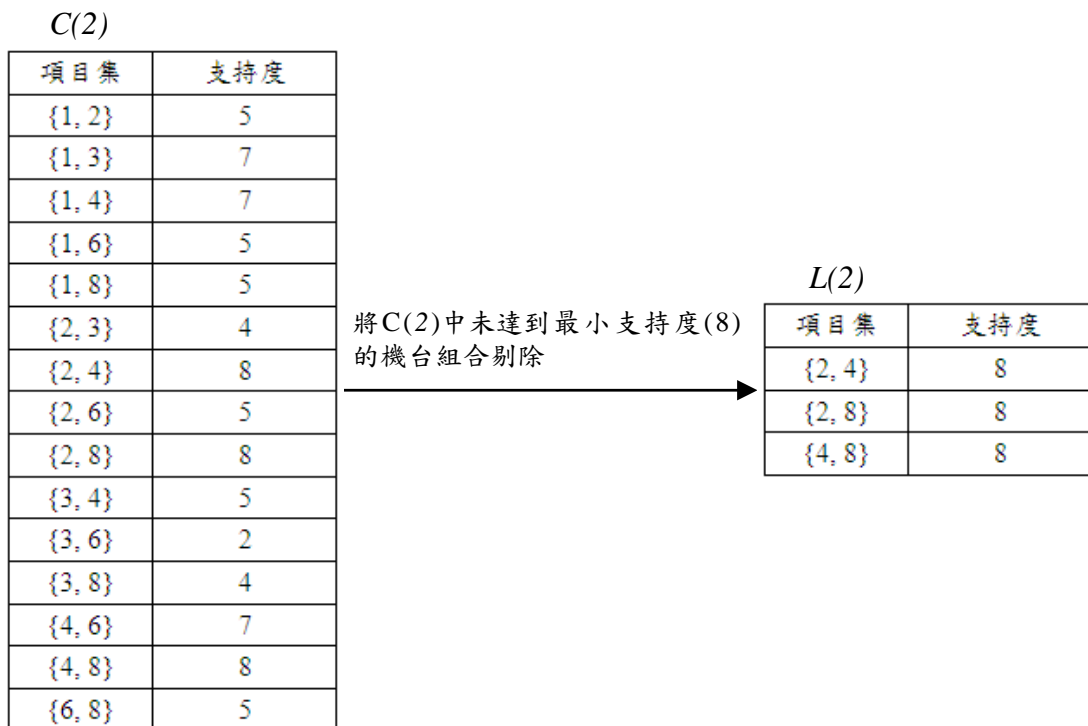 C(2)
項目集 支持度
{1, 2} 5
{1, 3} 7
{1, 4} 7
{1, 6} 5
{1, 8} 5
{2, 3} 4
{2, 4} 8
{2, 6} 5
{2, 8} 8
{3, 4} 5
{3, 6} 2
{3, 8} 4
{4, 6} 7
{4, 8} 8
{6, 8} 5
將C(2)中未達到最小支持度(8)
的機台組合剔除
L(2)
項目集 支持度
{2, 4} 8
{2, 8} 8
{4, 8} 8